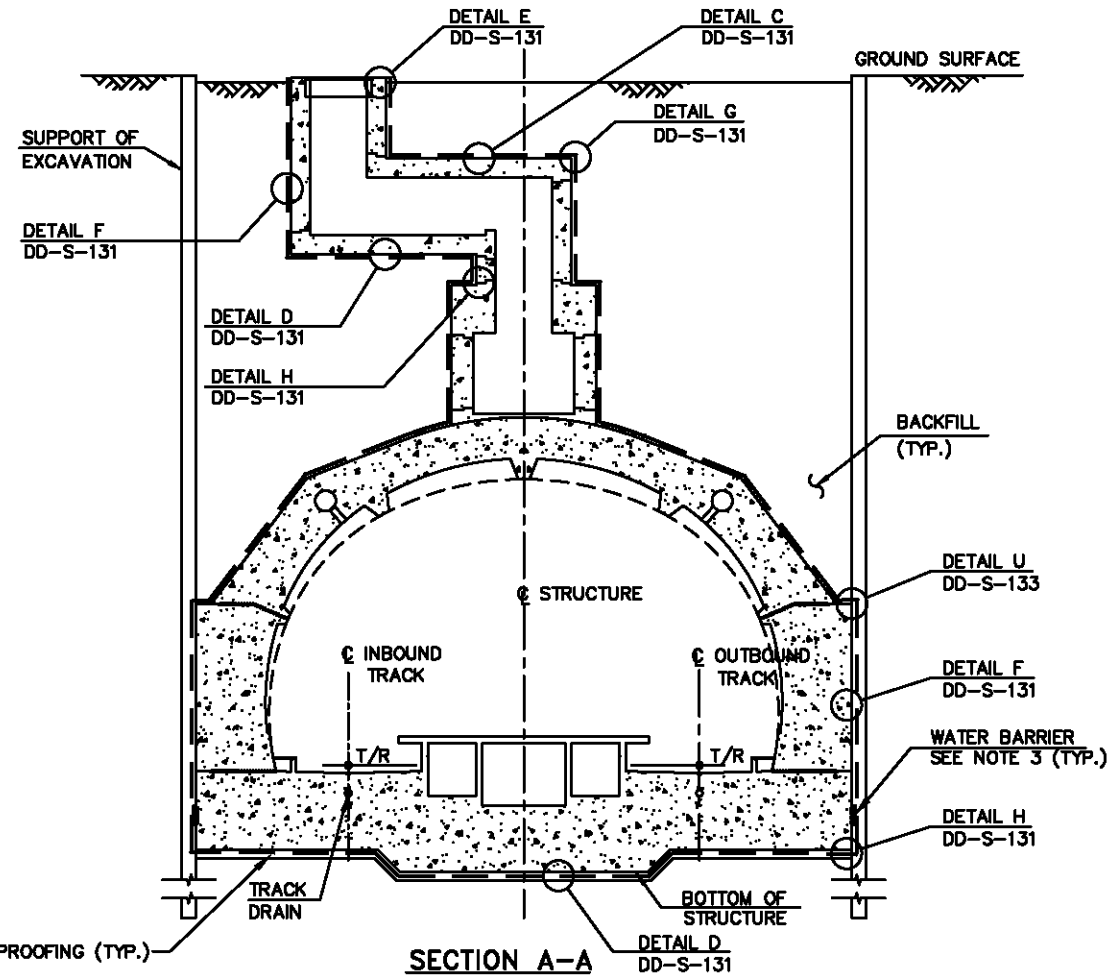 DETAIL E
DD-S-131
DETAIL C
DD-S-131
GROUND SURFACE
DETAIL G
DD-S-131
SUPPORT OF
EXCAVATION
DETAIL F
DD-S-131
DETAIL D
DD-S-131
DETAIL H
DD-S-131
BACKFILL
(TYP.)
DETAIL U
DD-S-133
℄ STRUCTURE
℄ INBOUND
TRACK
℄ OUTBOUND
TRACK
DETAIL F
DD-S-131
WATER BARRIER
SEE NOTE 3 (TYP.)
T/R
T/R
DETAIL H
DD-S-131
TRACK
DRAIN
BOTTOM OF
STRUCTURE
PROOFING (TYP.)
DETAIL D
DD-S-131
SECTION A-A